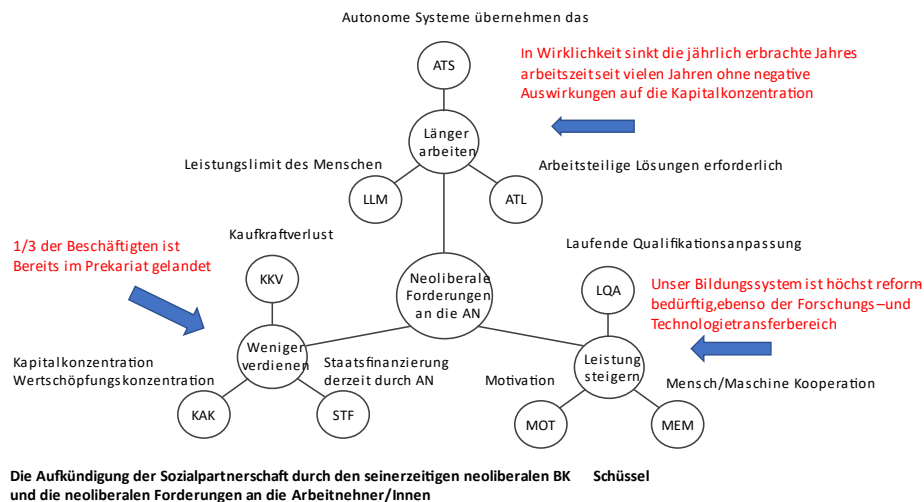 Autonome Systeme übernehmen das
ATS
In Wirklichkeit sinkt die jährlich erbrachte Jahres
arbeitszeitseit vielen Jahren ohne negative
Auswirkungen auf die Kapitalkonzentration
Länger
arbeiten
Leistungslimit des Menschen
Arbeitsteilige Lösungen erforderlich
LLM
ATL
Kaufkraftverlust
Laufende Qualifikationsanpassung
1/3 der Beschäftigten ist
Bereits im Prekariat gelandet
KKV
Neoliberale
Forderungen
an die AN
LQA
Unser Bildungssystem ist höchst reform
bedürftig,ebenso der Forschungs–und
Technologietransferbereich
Weniger
verdienen
Leistung
steigern
Kapitalkonzentration
Wertschöpfungskonzentration
Staatsfinanzierung
derzeit durch AN
Motivation
Mensch/Maschine Kooperation
KAK
STF
MOT
MEM
Die Aufkündigung der Sozialpartnerschaft durch den seinerzeitigen neoliberalen BK Schüssel
und die neoliberalen Forderungen an die Arbeitnehner/Innen